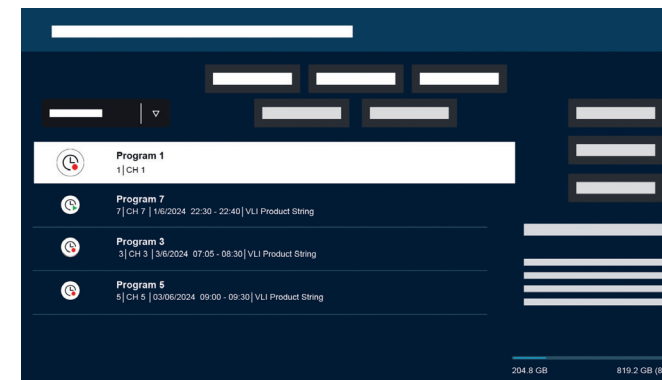 Program 1
1| CH 1
Program 7
7| CH 7 | 1/6/2024 22:30 - 22:40| VLI Product String
Program 3
3| CH 3 | 3/6/2024 07:05 - 08:30| VLI Product String
Program 5
5| CH 5 | 03/06/2024 09:00 - 09:30| VLI Product String
204.8 GB 819.2 GB (8